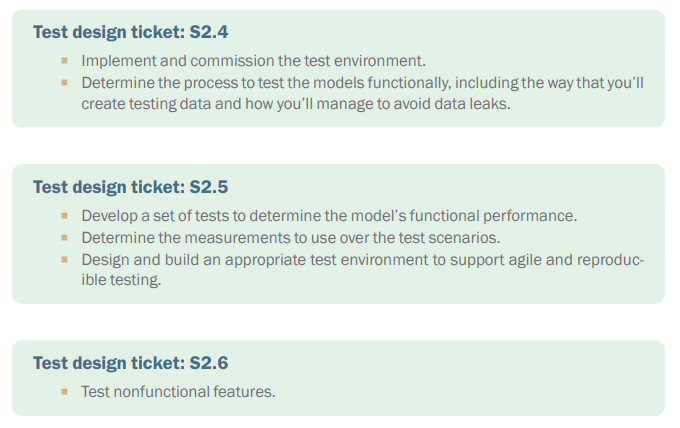 Test design ticket: S2.4
■ Implement and commission the test environment.
■ Determine the process to test the models functionally, including the way that you'll
create testing data and how you'll manage to avoid data leaks.
Test design ticket: S2.5
■ Develop a set of tests to determine the model's functional performance.
■ Determine the measurements to use over the test scenarios.
■ Design and build an appropriate test environment to support agile and reproduc-
ible testing.
Test design ticket: S2.6
■ Test nonfunctional features.